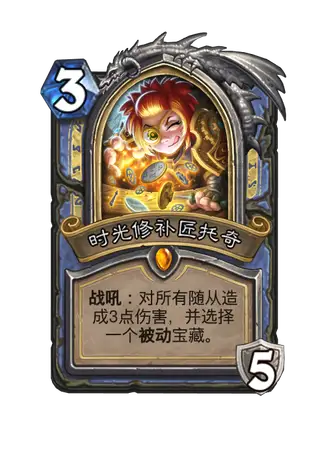 3
时光修补匠托奇
战吼：对所有随从造
成3点伤害，并选择
一个被动宝藏。
5